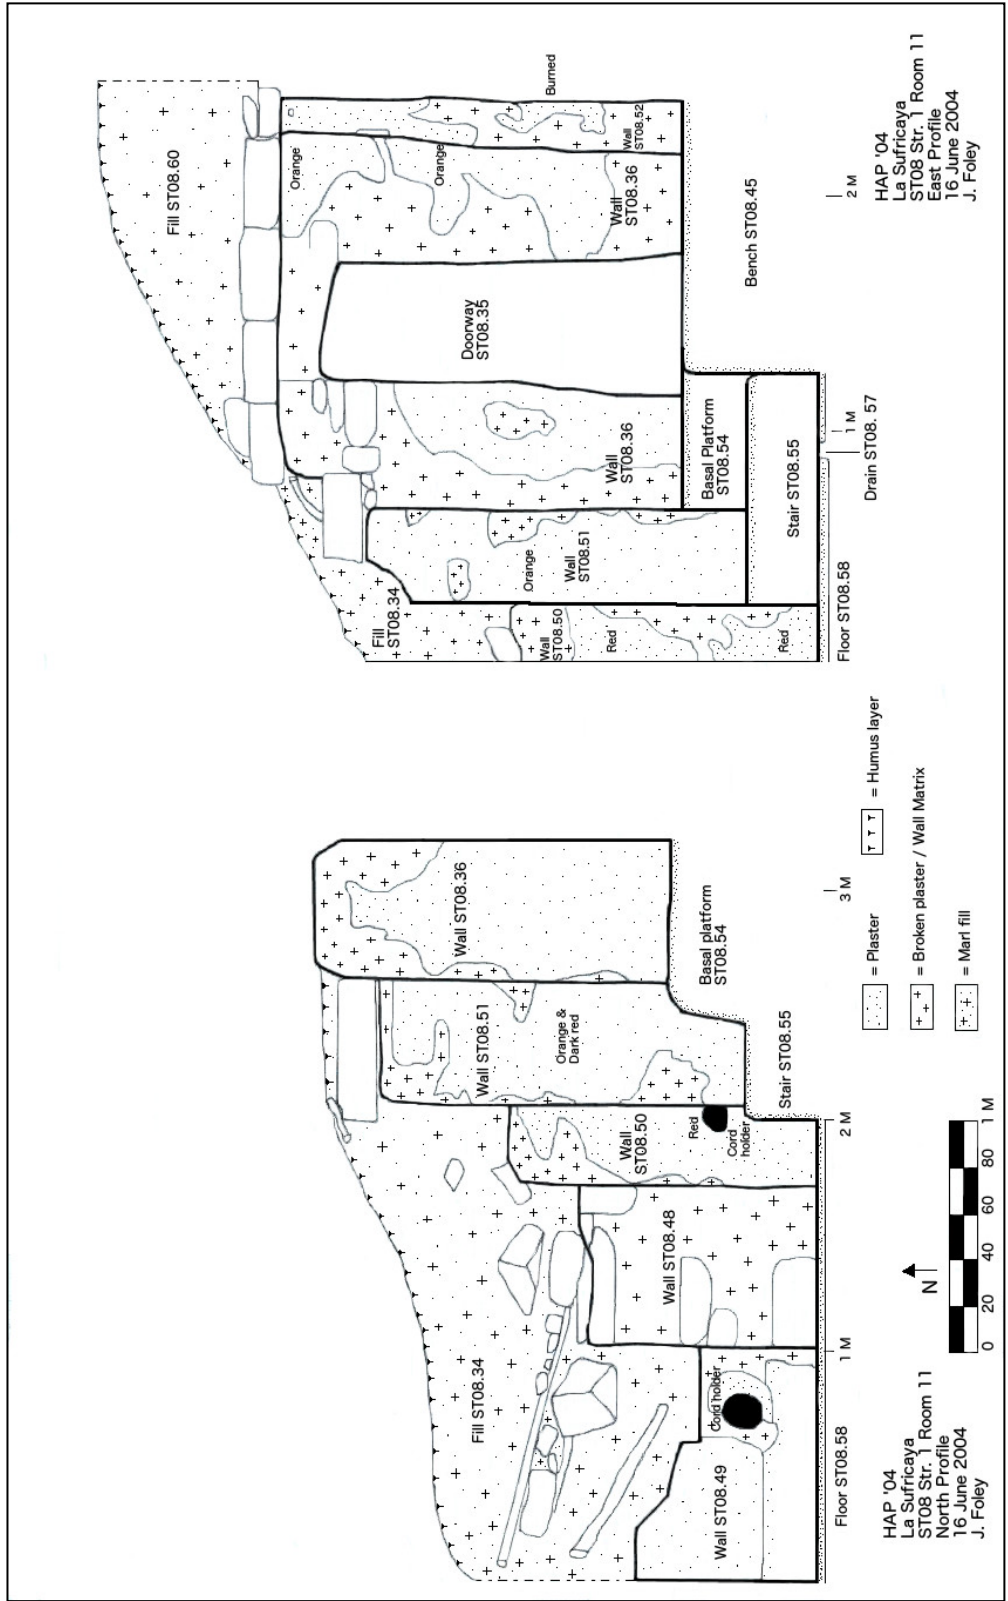 Fill ST08.34
Wall ST08.49
Cord holder
Wall ST08.48
Wall
ST08.50
Red
Cord
holder
Wall ST08.51
Orange &
Dark red
Wall ST08.36
Basal platform
ST08.54
Stair ST08.55
Floor ST08.58
1 M
2 M
3 M
HAP '04
La Sufricaya
ST08 Str. 1 Room 11
North Profile
16 June 2004
J. Foley
N
0 20 40 60 80 1 M
= Plaster
= Broken plaster / Wall Matrix
= Marl fill
= Humus layer
Fill ST08.60
Fill
ST08.34
Wall
ST08.50
Red
Red
Orange
Wall
ST08.51
Wall
ST08.36
Doorway
ST08.35
Orange
Orange
Wall
ST08.36
Wall
ST08.52
Burned
Basal Platform
ST08.54
Stair ST08.55
Bench ST08.45
Floor ST08.58
Drain ST08. 57
1 M
2 M
HAP '04
La Sufricaya
ST08 Str. 1 Room 11
East Profile
16 June 2004
J. Foley